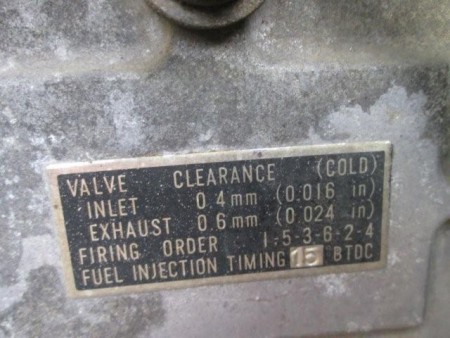 VALVE CLEARANCE (COLD)
INLET 0.4mm (0.016 in)
EXHAUST 0.6mm (0.024 in)
FIRING ORDER 1-5-3-6-2-4
FUEL INJECTION TIMING 15 BTDC